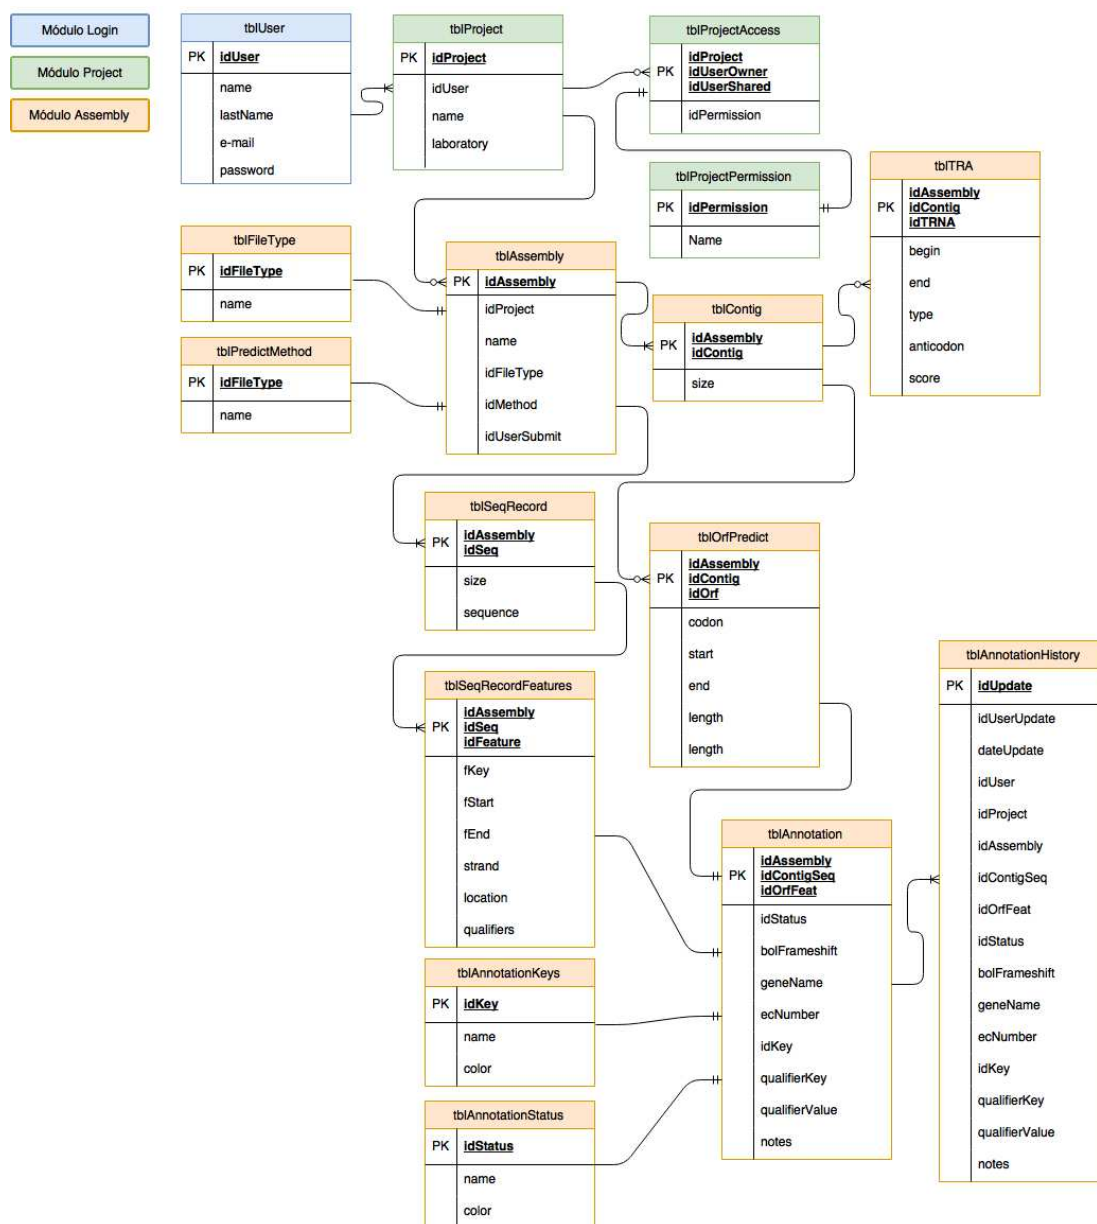 Módulo Login
Módulo Project
Módulo Assembly
tblUser
PK idUser
name
lastName
e-mail
password
tblProject
PK idProject
idUser
name
laboratory
tblProjectAccess
PK idProject
idUserOwner
idUserShared
idPermission
tblProjectPermission
PK idPermission
Name
tblTRA
PK idAssembly
idContig
idTRNA
begin
end
type
anticodon
score
tblFileType
PK idFileType
name
tblPredictMethod
PK idFileType
name
tblAssembly
PK idAssembly
idProject
name
idFileType
idMethod
idUserSubmit
tblContig
PK idAssembly
idContig
size
tblSeqRecord
PK idAssembly
idSeq
size
sequence
tblOrfPredict
PK idAssembly
idContig
idOrf
codon
start
end
length
length
tblSeqRecordFeatures
PK idAssembly
idSeq
idFeature
fKey
fStart
fEnd
strand
location
qualifiers
tblAnnotation
PK idAssembly
idContigSeq
idOrfFeat
idStatus
bolFrameshift
geneName
ecNumber
idKey
qualifierKey
qualifierValue
notes
tblAnnotationHistory
PK idUpdate
idUserUpdate
dateUpdate
idUser
idProject
idAssembly
idContigSeq
idOrfFeat
idStatus
bolFrameshift
geneName
ecNumber
idKey
qualifierKey
qualifierValue
notes
tblAnnotationKeys
PK idKey
name
color
tblAnnotationStatus
PK idStatus
name
color